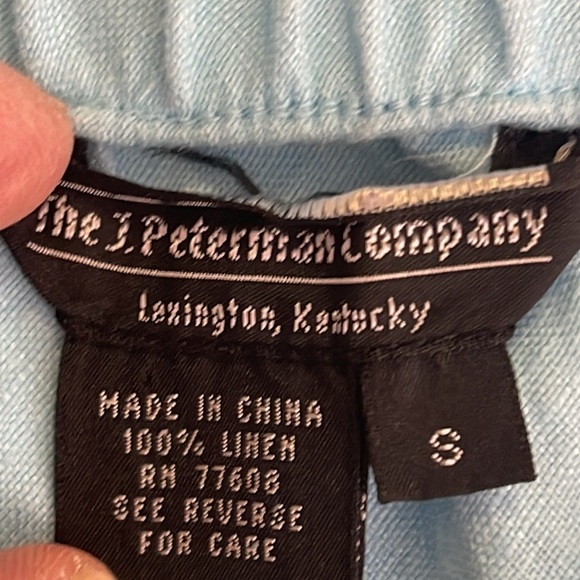 The J. Peterman Company
Lexington, Kentucky
MADE IN CHINA
100% LINEN
RN 77608
SEE REVERSE
FOR CARE
S